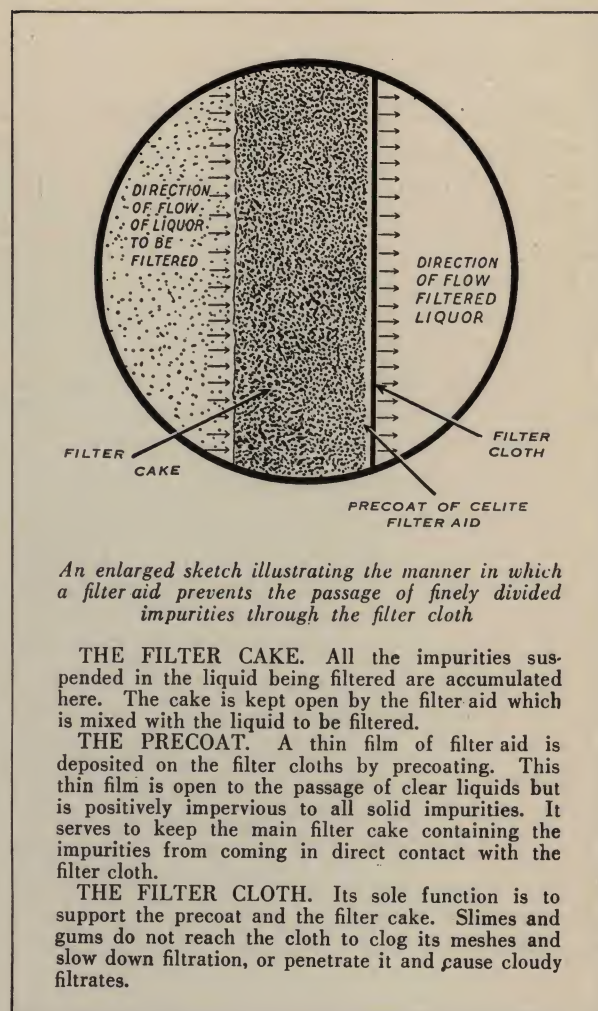 DIRECTION
OF FLOW
OF LIQUOR
TO BE
FILTERED
DIRECTION
OF FLOW
FILTERED
LIQUOR
FILTER
CAKE
FILTER
CLOTH
PRECOAT OF CELITE
FILTER AID
An enlarged sketch illustrating the manner in which
a filter aid prevents the passage of finely divided
impurities through the filter cloth
THE FILTER CAKE. All the impurities sus-
pended in the liquid being filtered are accumulated
here. The cake is kept open by the filter aid which
is mixed with the liquid to be filtered.
THE PRECOAT. A thin film of filter aid is
deposited on the filter cloths by precoating. This
thin film is open to the passage of clear liquids but
is positively impervious to all solid impurities. It
serves to keep the main filter cake containing the
impurities from coming in direct contact with the
filter cloth.
THE FILTER CLOTH. Its sole function is to
support the precoat and the filter cake. Slimes and
gums do not reach the cloth to clog its meshes and
slow down filtration, or penetrate it and cause cloudy
filtrates.